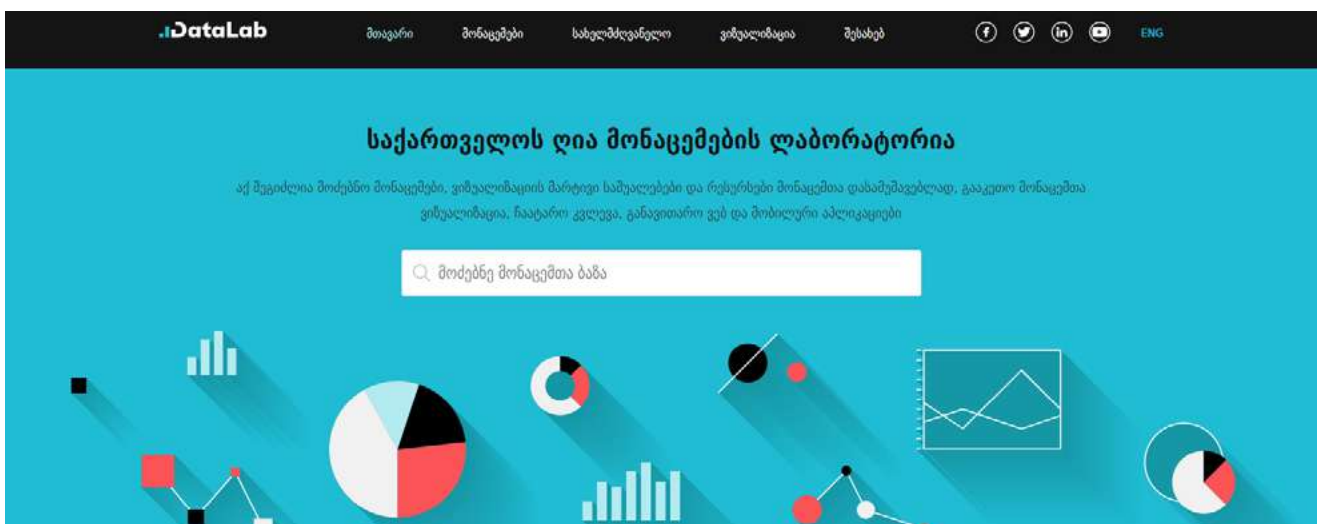 DataLab
მთავარი მონაცემები სახელმძღვანელო ვიზუალიზაცია შესახებ ENG
საქართველოს ღია მონაცემების ლაბორატორია
აქ შეგიძლია მოძებნო მონაცემები, ვიზუალიზაციის მარტივი საშუალებები და რესურსები მონაცემთა დასამუშავებლად, გააკეთო მონაცემთა
ვიზუალიზაცია, ჩაატარო კვლევა, განავითარო ვებ და მობილური აპლიკაციები
მოძებნე მონაცემთა ბაზა